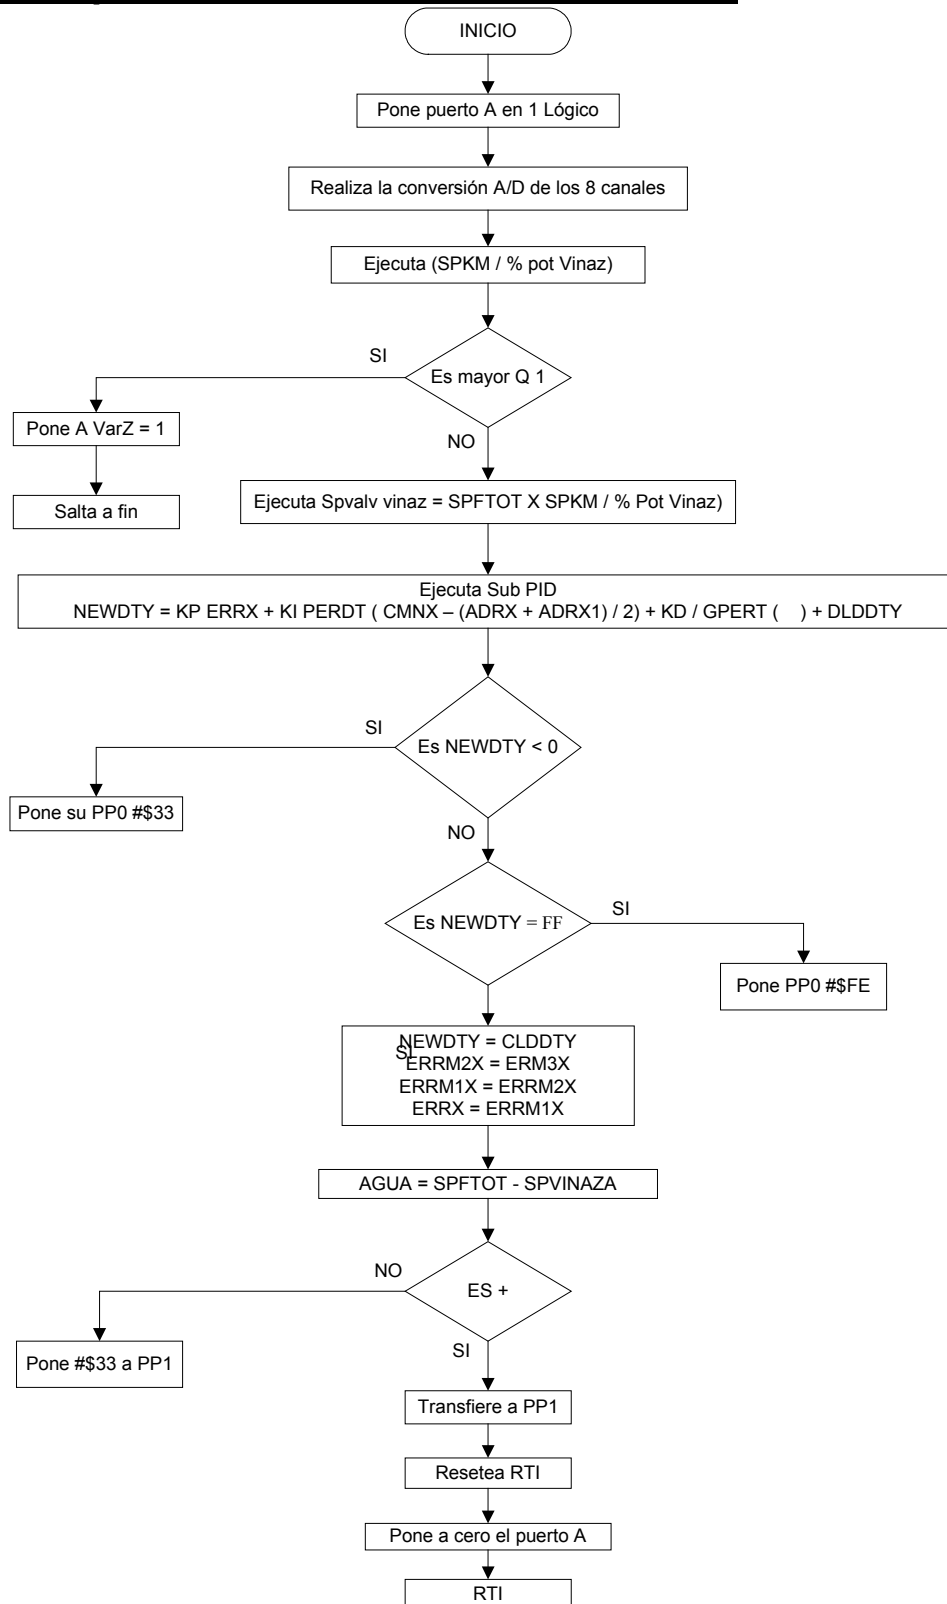 INICIO
Pone puerto A en 1 Lógico
Realiza la conversión A/D de los 8 canales
Ejecuta (SPKM / % pot Vinaz)
SI
Es mayor Q 1
Pone A VarZ = 1
NO
Salta a fin
Ejecuta Spvalv vinaz = SPFTOT X SPKM / % Pot Vinaz)
Ejecuta Sub PID
NEWDTY = KP ERRX + KI PERDT ( CMNX – (ADRX + ADRX1) / 2) + KD / GPERT (    ) + DLDDTY
SI
Es NEWDTY < 0
Pone su PP0 #$33
NO
Es NEWDTY = FF
SI
Pone PP0 #$FE
NEWDTY = CLDDTY
SI
ERRM2X = ERM3X
ERRM1X = ERRM2X
ERRX = ERRM1X
AGUA = SPFTOT - SPVINAZA
NO
ES +
Pone #$33 a PP1
SI
Transfiere a PP1
Resetea RTI
Pone a cero el puerto A
RTI